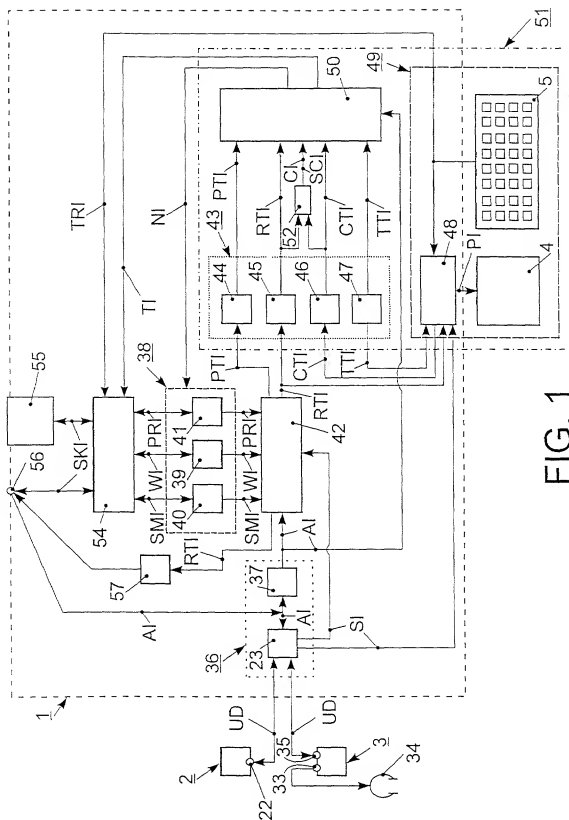 1
51
TRI
TI
NI
55
56
SKI
SKI
54
SMI
WI
PRI
38
40
39
41
SMI
WI
PRI
57
RTI
42
AI
AI
AI
36
23
37
SI
PTI
RTI
CTI
TTI
43
44
45
46
47
PTI
RTI
CI
SCI
CTI
TTI
52
50
49
48
PI
4
5
UD
UD
2
22
33
35
3
34
FIG. 1